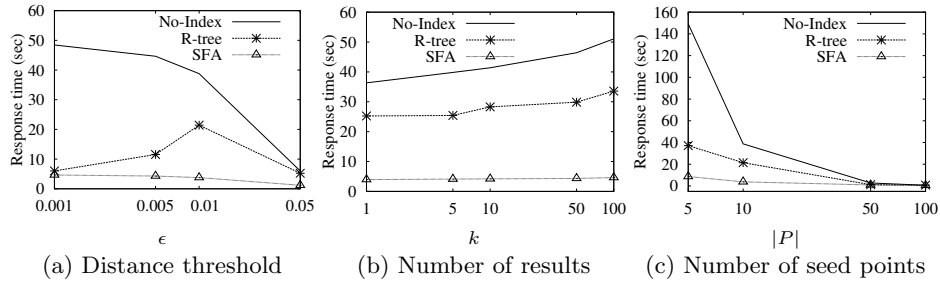 60
50
40
30
20
10
0
Response time (sec)
No-Index
R-tree
SFA
0.001 0.005 0.01 0.05
ϵ
(a) Distance threshold
60
50
40
30
20
10
0
Response time (sec)
No-Index
R-tree
SFA
1 5 10 50 100
k
(b) Number of results
160
140
120
100
80
60
40
20
0
Response time (sec)
No-Index
R-tree
SFA
5 10 50 100
|P|
(c) Number of seed points